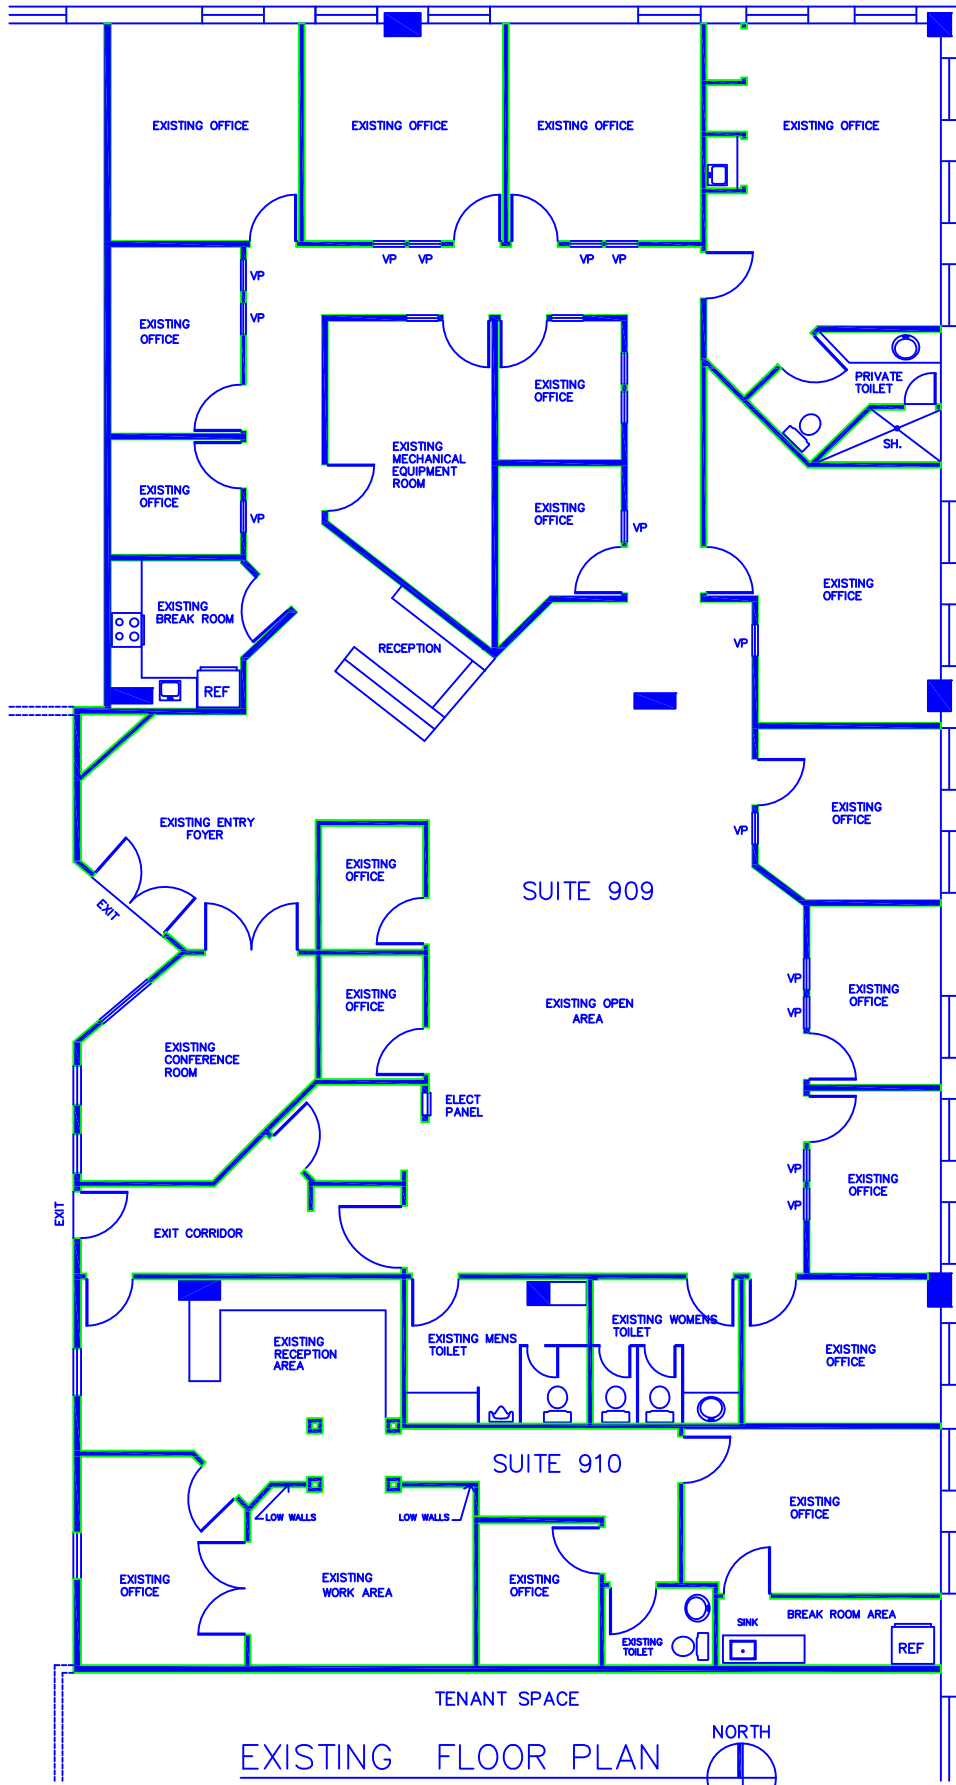 EXISTING OFFICE
EXISTING OFFICE
EXISTING OFFICE
EXISTING OFFICE
VP
VP
VP
VP
VP
VP
EXISTING
OFFICE
EXISTING
OFFICE
PRIVATE
TOILET
SH.
EXISTING
MECHANICAL
EQUIPMENT
ROOM
EXISTING
OFFICE
EXISTING
OFFICE
VP
VP
EXISTING
OFFICE
EXISTING
BREAK ROOM
REF
RECEPTION
VP
EXISTING
OFFICE
VP
EXISTING ENTRY
FOYER
EXIT
EXISTING
OFFICE
SUITE 909
EXISTING
OFFICE
EXISTING
OFFICE
EXISTING OPEN
AREA
VP
VP
EXISTING
OFFICE
EXISTING
CONFERENCE
ROOM
ELECT
PANEL
VP
VP
EXISTING
OFFICE
EXIT
EXIT CORRIDOR
EXISTING
RECEPTION
AREA
EXISTING MENS
TOILET
EXISTING WOMENS
TOILET
EXISTING
OFFICE
SUITE 910
LOW WALLS
LOW WALLS
EXISTING
OFFICE
EXISTING
OFFICE
EXISTING
WORK AREA
EXISTING
OFFICE
EXISTING
TOILET
SINK
BREAK ROOM AREA
REF
TENANT SPACE
EXISTING FLOOR PLAN
NORTH